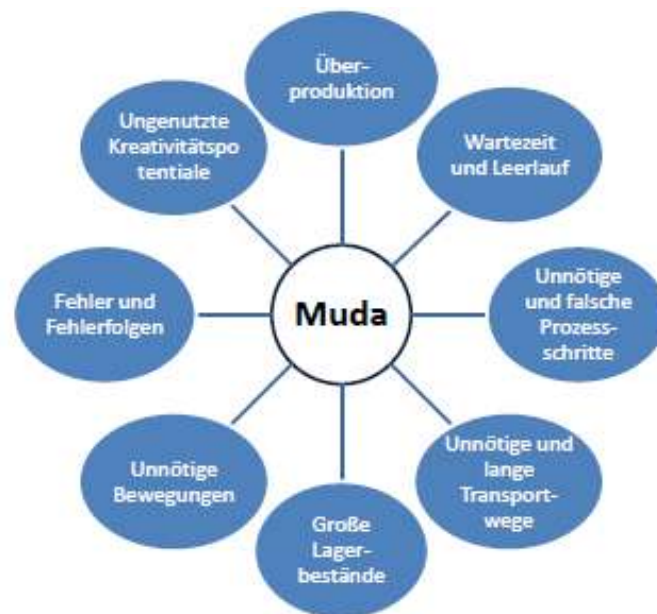 Über-
produktion
Wartezeit
und Leerlauf
Unnötige
und falsche
Prozess-
schritte
Unnötige und
lange
Transport-
wege
Große
Lager-
bestände
Unnötige
Bewegungen
Fehler und
Fehlerfolgen
Ungenutzte
Kreativitätspo
tentiale
Muda